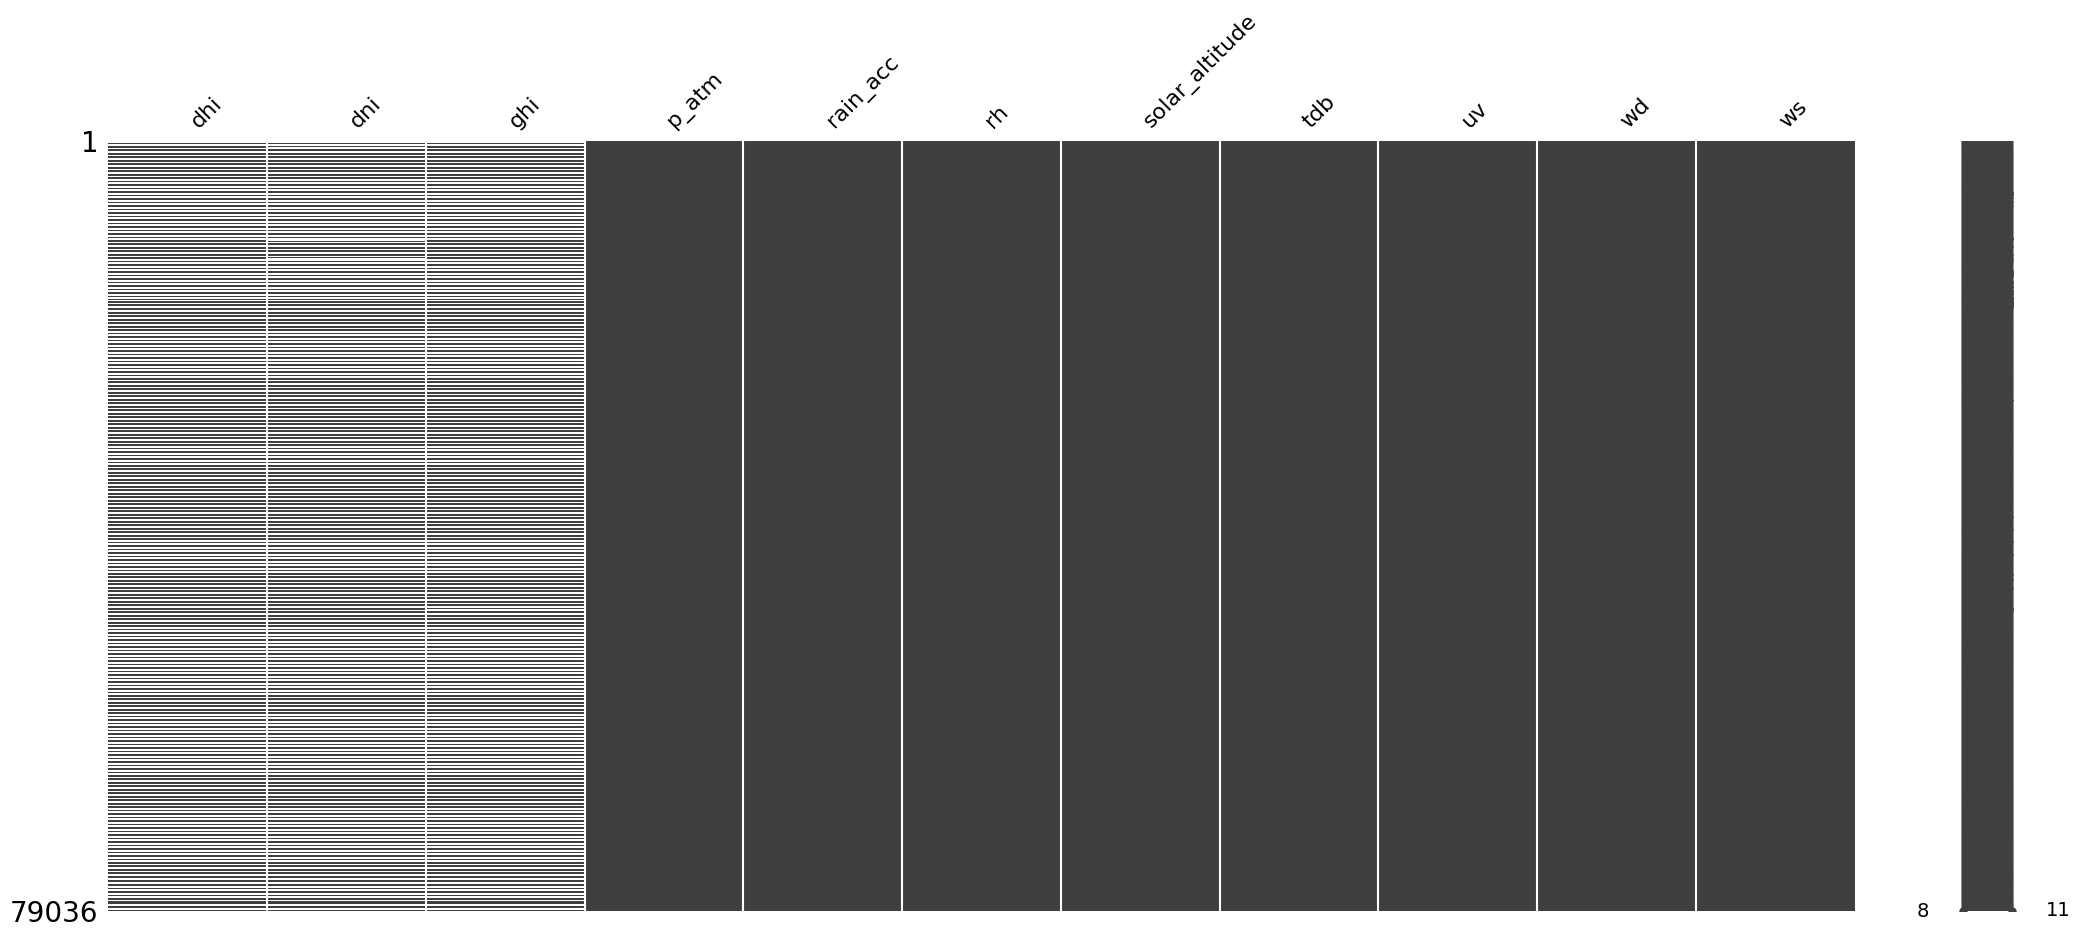 dhi
dni
ghi
p_atm
rain_acc
rh
solar_altitude
tdb
uv
wd
ws
1
79036
8
11